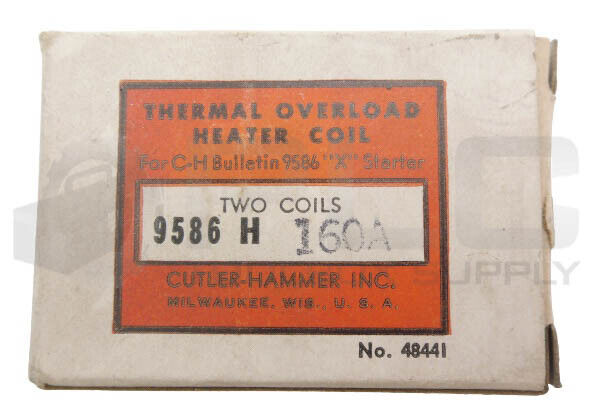 THERMAL OVERLOAD
HEATER COIL
For C-H Bulletin 9586 "X" Starter
TWO COILS
9586 H 160A
CUTLER-HAMMER INC.
MILWAUKEE, WIS., U. S. A.
No. 48441
SUPPLY